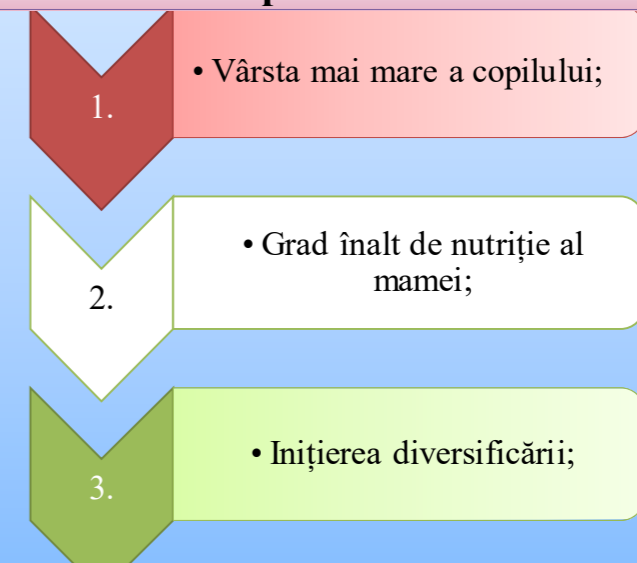 1.
• Vârsta mai mare a copilului;
2.
• Grad înalt de nutriție al
mamei;
3.
• Inițierea diversificării;